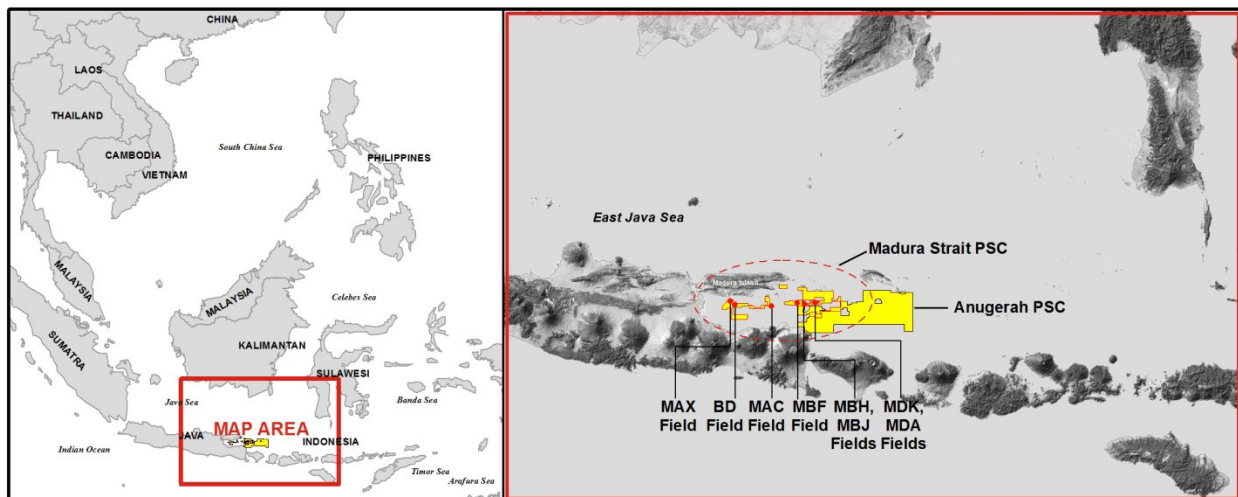 CHINA
LAOS
THAILAND
CAMBODIA
VIETNAM
South China Sea
PHILIPPINES
MALAYSIA
MALAYSIA
Celebes Sea
SUMATRA
KALIMANTAN
SULAWESI
Java Sea
Banda Sea
MAP AREA
JAVA
INDONESIA
Indian Ocean
Timor Sea
Arafura Sea
East Java Sea
Madura Strait PSC
Madura Island
Anugerah PSC
MAX
Field
BD
Field
MAC
Field
MBF
Field
MBH,
MBJ
Fields
MDK,
MDA
Fields